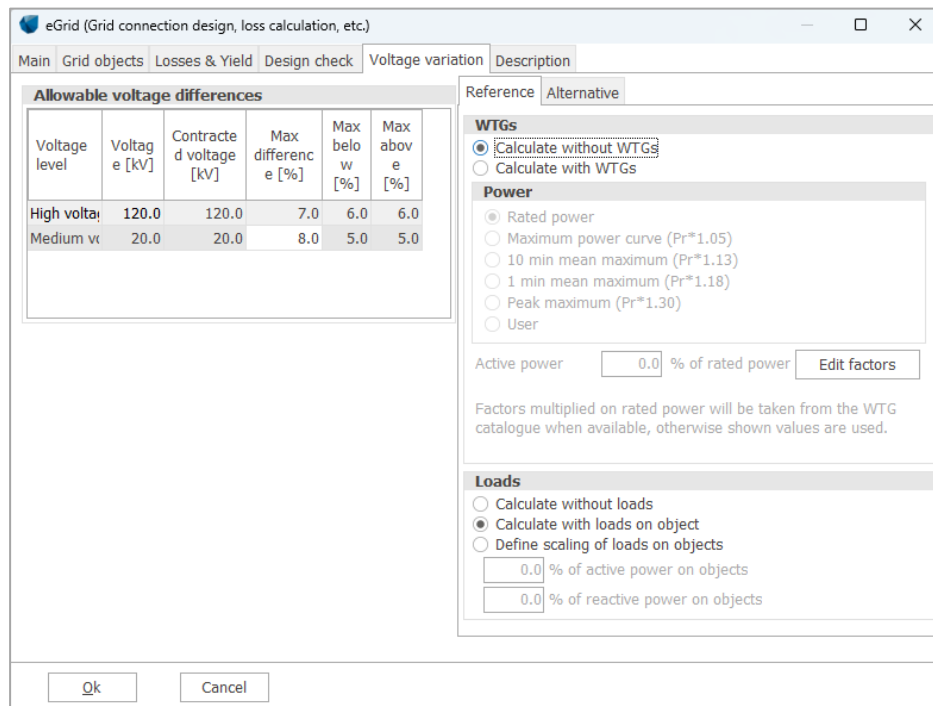 eGrid (Grid connection design, loss calculation, etc.)
Main Grid objects Losses & Yield Design check Voltage variation Description
Allowable voltage differences
Voltage level Voltag e [kV] Contracte d voltage [kV] Max differenc e [%] Max belo w [%] Max abov e [%]
High voltag 120.0 120.0 7.0 6.0 6.0
Medium vo 20.0 20.0 8.0 5.0 5.0
Reference Alternative
WTGs
Calculate without WTGs
Calculate with WTGs
Power
Rated power
Maximum power curve (Pr*1.05)
10 min mean maximum (Pr*1.13)
1 min mean maximum (Pr*1.18)
Peak maximum (Pr*1.30)
User
Active power 0.0 % of rated power Edit factors
Factors multiplied on rated power will be taken from the WTG
catalogue when available, otherwise shown values are used.
Loads
Calculate without loads
Calculate with loads on object
Define scaling of loads on objects
0.0 % of active power on objects
0.0 % of reactive power on objects
Ok Cancel